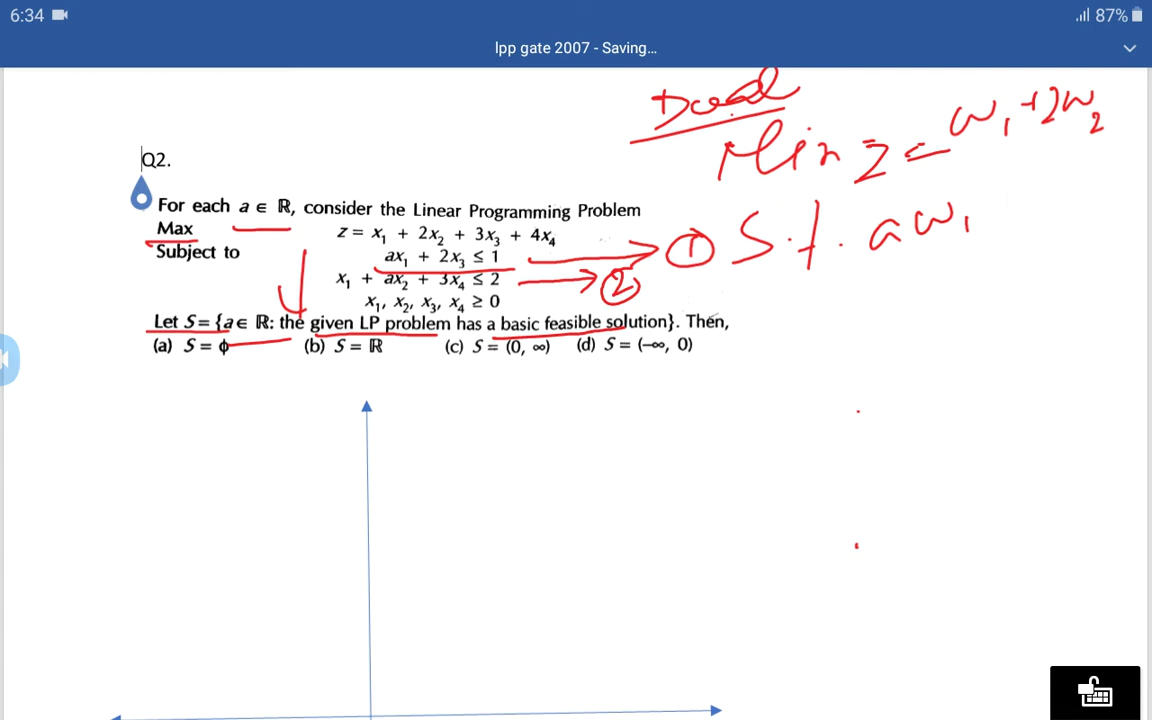 6:34
87%
lpp gate 2007 - Saving...
Dual
Min z = w₁ + 2w₂
Q2.
For each a ∈ ℝ, consider the Linear Programming Problem
Max z = x₁ + 2x₂ + 3x₃ + 4x₄
Subject to ax₁ + 2x₃ ≤ 1
① S.t. aw₁
x₁ + ax₂ + 3x₄ ≤ 2
②
x₁, x₂, x₃, x₄ ≥ 0
Let S = {a ∈ ℝ: the given LP problem has a basic feasible solution}. Then,
(a) S = ϕ (b) S = ℝ (c) S = (0, ∞) (d) S = (-∞, 0)